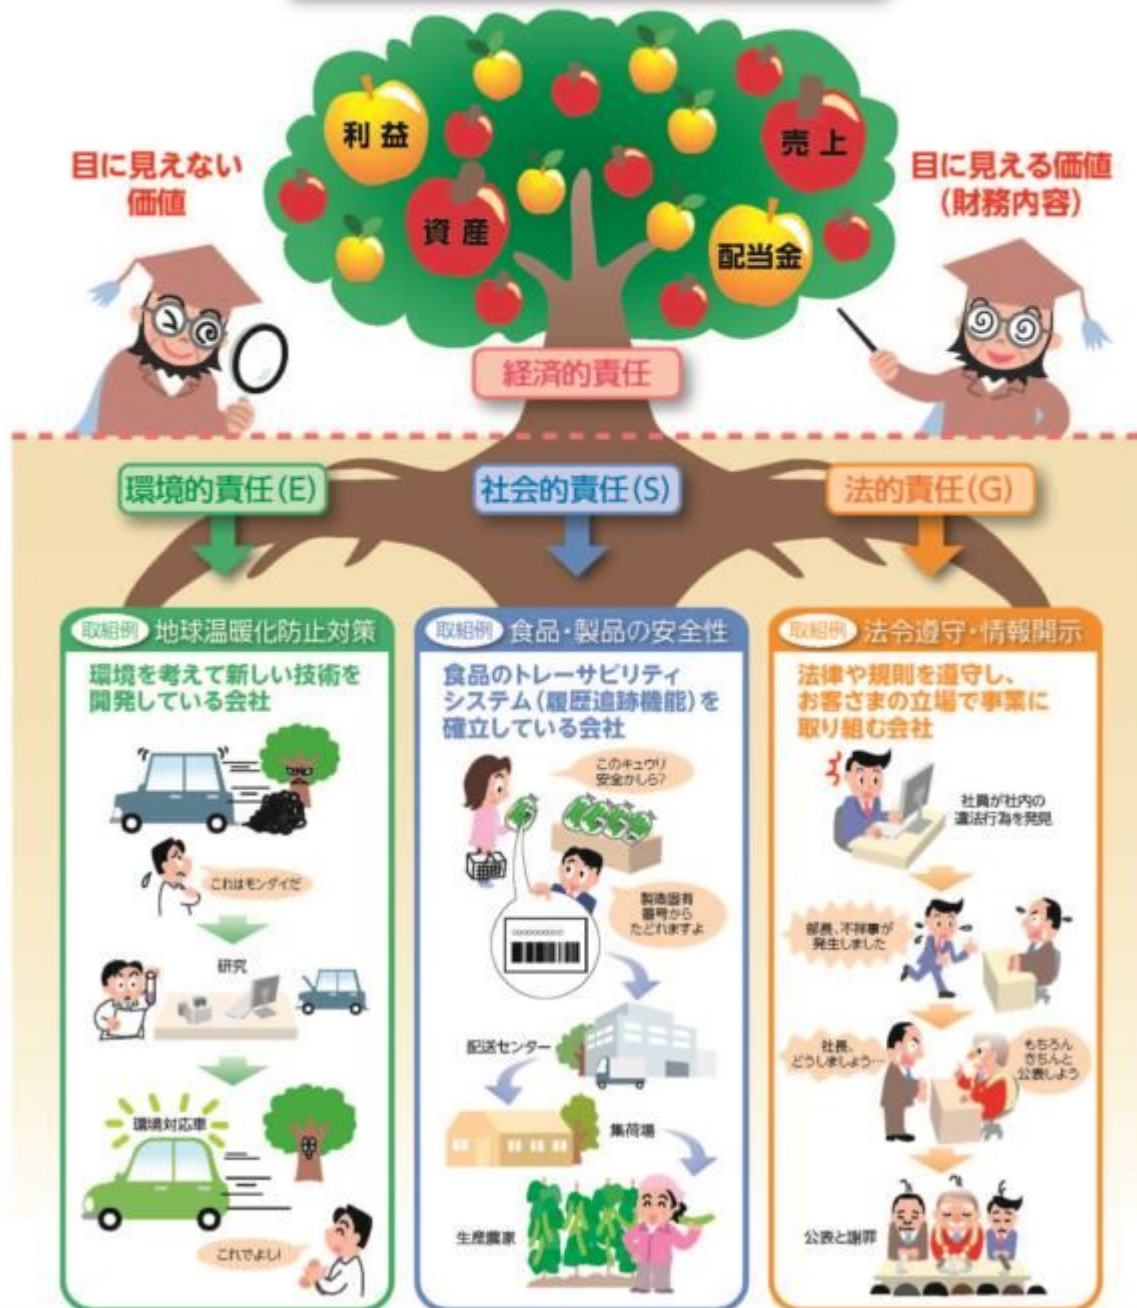 利益
売上
資産
配当金
目に見えない
価値
目に見える価値
（財務内容）
経済的責任
環境的責任(E)
社会的責任(S)
法的責任(G)
取組例 地球温暖化防止対策
環境を考えて新しい技術を
開発している会社
これはモンダイだ
研究
環境対応車
これでよし!
取組例 食品・製品の安全性
食品のトレーサビリティ
システム(履歴追跡機能)を
確立している会社
このキュウリ
安全かしら?
製造固有
番号から
たどれますよ
配送センター
集荷場
生産農家
取組例 法令遵守・情報開示
法律や規則を遵守し、
お客さまの立場で事業に
取り組む会社
社員が社内の
違法行為を発見
部長、不祥事が
発生しました
社長、
どうしましょう…
もちろん
きちんと
公表しよう
公表と謝罪